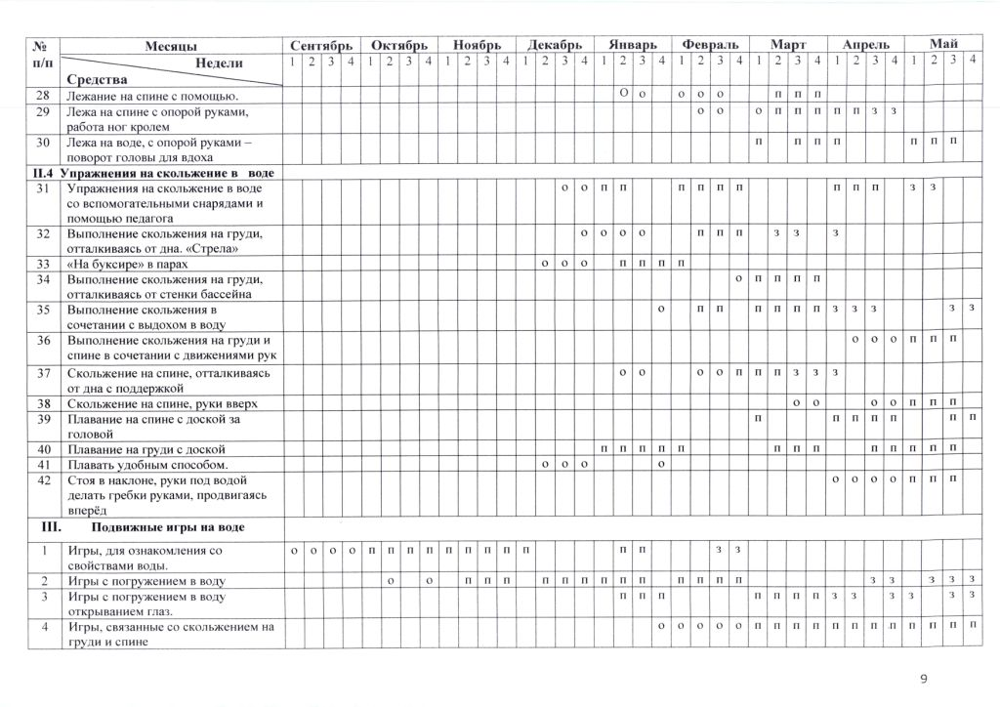 № Месяцы Сентябрь Октябрь Ноябрь Декабрь Январь Февраль Март Апрель Май
п/п Недели 1 2 3 4 1 2 3 4 1 2 3 4 1 2 3 4 1 2 3 4 1 2 3 4 1 2 3 4 1 2 3 4 1 2 3 4
Средства
28 Лежание на спине с помощью. О о о о о п п п
29 Лежа на спине с опорой руками, о о о п п п п п з з
работа ног кролем
30 Лежа на воде, с опорой руками – п п п п п п п
поворот головы для вдоха
II.4 Упражнения на скольжение в воде
31 Упражнения на скольжение в воде о о п п п п п п п п п з з
со вспомогательными снарядами и
помощью педагога
32 Выполнение скольжения на груди, о о о о п п п з з з
отталкиваясь от дна. «Стрела»
33 «На буксире» в парах о о о п п п п
34 Выполнение скольжения на груди, о п п п п
отталкиваясь от стенки бассейна
35 Выполнение скольжения в о п п п п п п з з з з з
сочетании с выдохом в воду
36 Выполнение скольжения на груди и о о о п п п
спине в сочетании с движениями рук
37 Скольжение на спине, отталкиваясь о о о о п п п з з з
от дна с поддержкой
38 Скольжение на спине, руки вверх о о о о п п п
39 Плавание на спине с доской за п п п п п п п
головой
40 Плавание на груди с доской п п п п п п п п п п п п п
41 Плавать удобным способом. о о о о
42 Стоя в наклоне, руки под водой о о о о п п п
делать гребки руками, продвигаясь
вперёд
III. Подвижные игры на воде
1 Игры, для ознакомления со о о о о п п п п п п п п п п п з з
свойствами воды.
2 Игры с погружением в воду о о п п п п п п п п п п п п п з з з з з
3 Игры с погружением в воду п п п п п п п з з з з з з
открыванием глаз.
4 Игры, связанные со скольжением на о о о о о п п п п п п п п п п п п
груди и спине
9